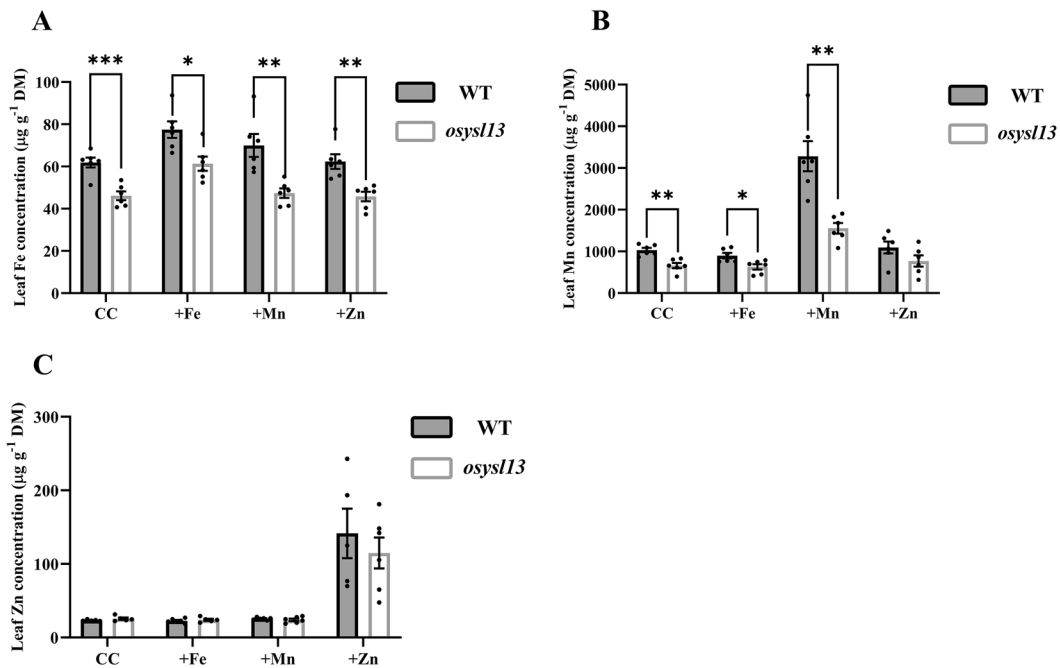 A
Leaf Fe concentration (μg g⁻¹ DM)
100
80
60
40
20
0
***
*
**
**
CC
+Fe
+Mn
+Zn
WT
osysl13
B
Leaf Mn concentration (μg g⁻¹ DM)
5000
4000
3000
2000
1000
0
**
*
**
CC
+Fe
+Mn
+Zn
WT
osysl13
C
Leaf Zn concentration (μg g⁻¹ DM)
300
200
100
0
CC
+Fe
+Mn
+Zn
WT
osysl13